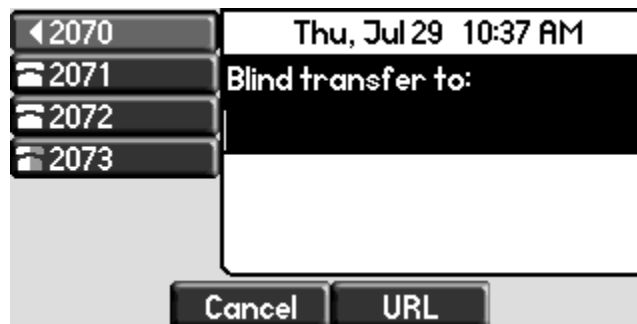 2070
Thu, Jul 29 10:37 AM
2071
Blind transfer to:
2072
2073
Cancel
URL